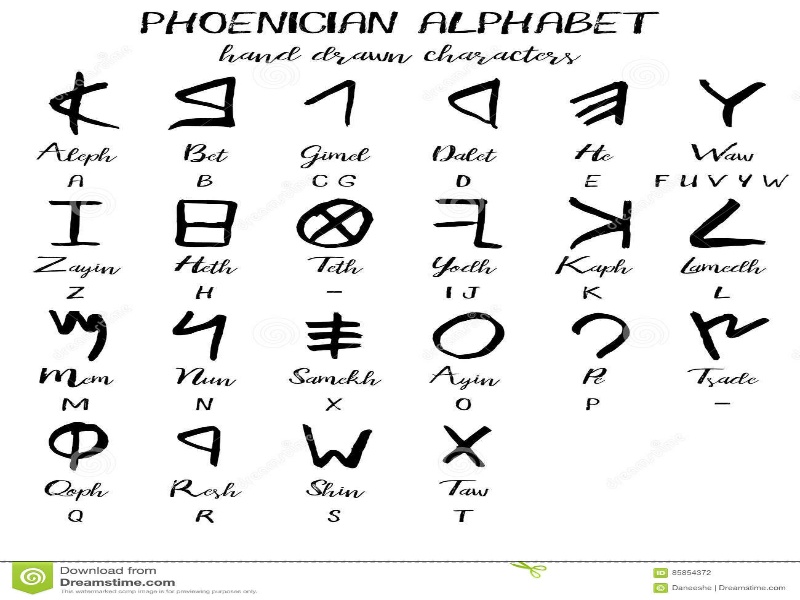 PHOENICIAN ALPHABET
hand drawn characters
𐤀 𐤁 𐤂 𐤃 𐤄 𐤅
Aleph Bet Gimel Dalet He Waw
A B C G D E F U V Y W
𐤆 𐤇 𐤈 𐤉 𐤊 𐤋
Zayin Heth Teth Yodh Kaph Lamedh
Z H – I J K L
𐤌 𐤍 𐤎 𐤏 𐤐 𐤑
Mem Nun Samekh Ayin Pe Tsade
M N X O P –
𐤒 𐤓 𐤔 𐤕
Qoph Resh Shin Taw
Q R S T
Download from
Dreamstime.com
This watermarked comp image is for previewing purposes only.
85854372
Daneeshe | Dreamstime.com